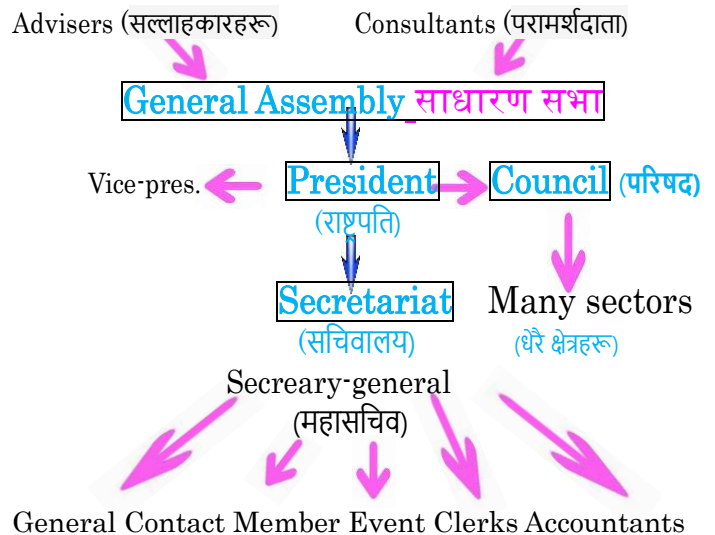 Advisers (सल्लाहकारहरू) Consultants (परामर्शदाता)
General Assembly साधारण सभा
Vice-pres. President Council (परिषद)
(राष्ट्रपति)
Secretariat Many sectors
(सचिवालय) (धेरै क्षेत्रहरू)
Secreary-general
(महासचिव)
General Contact Member Event Clerks Accountants